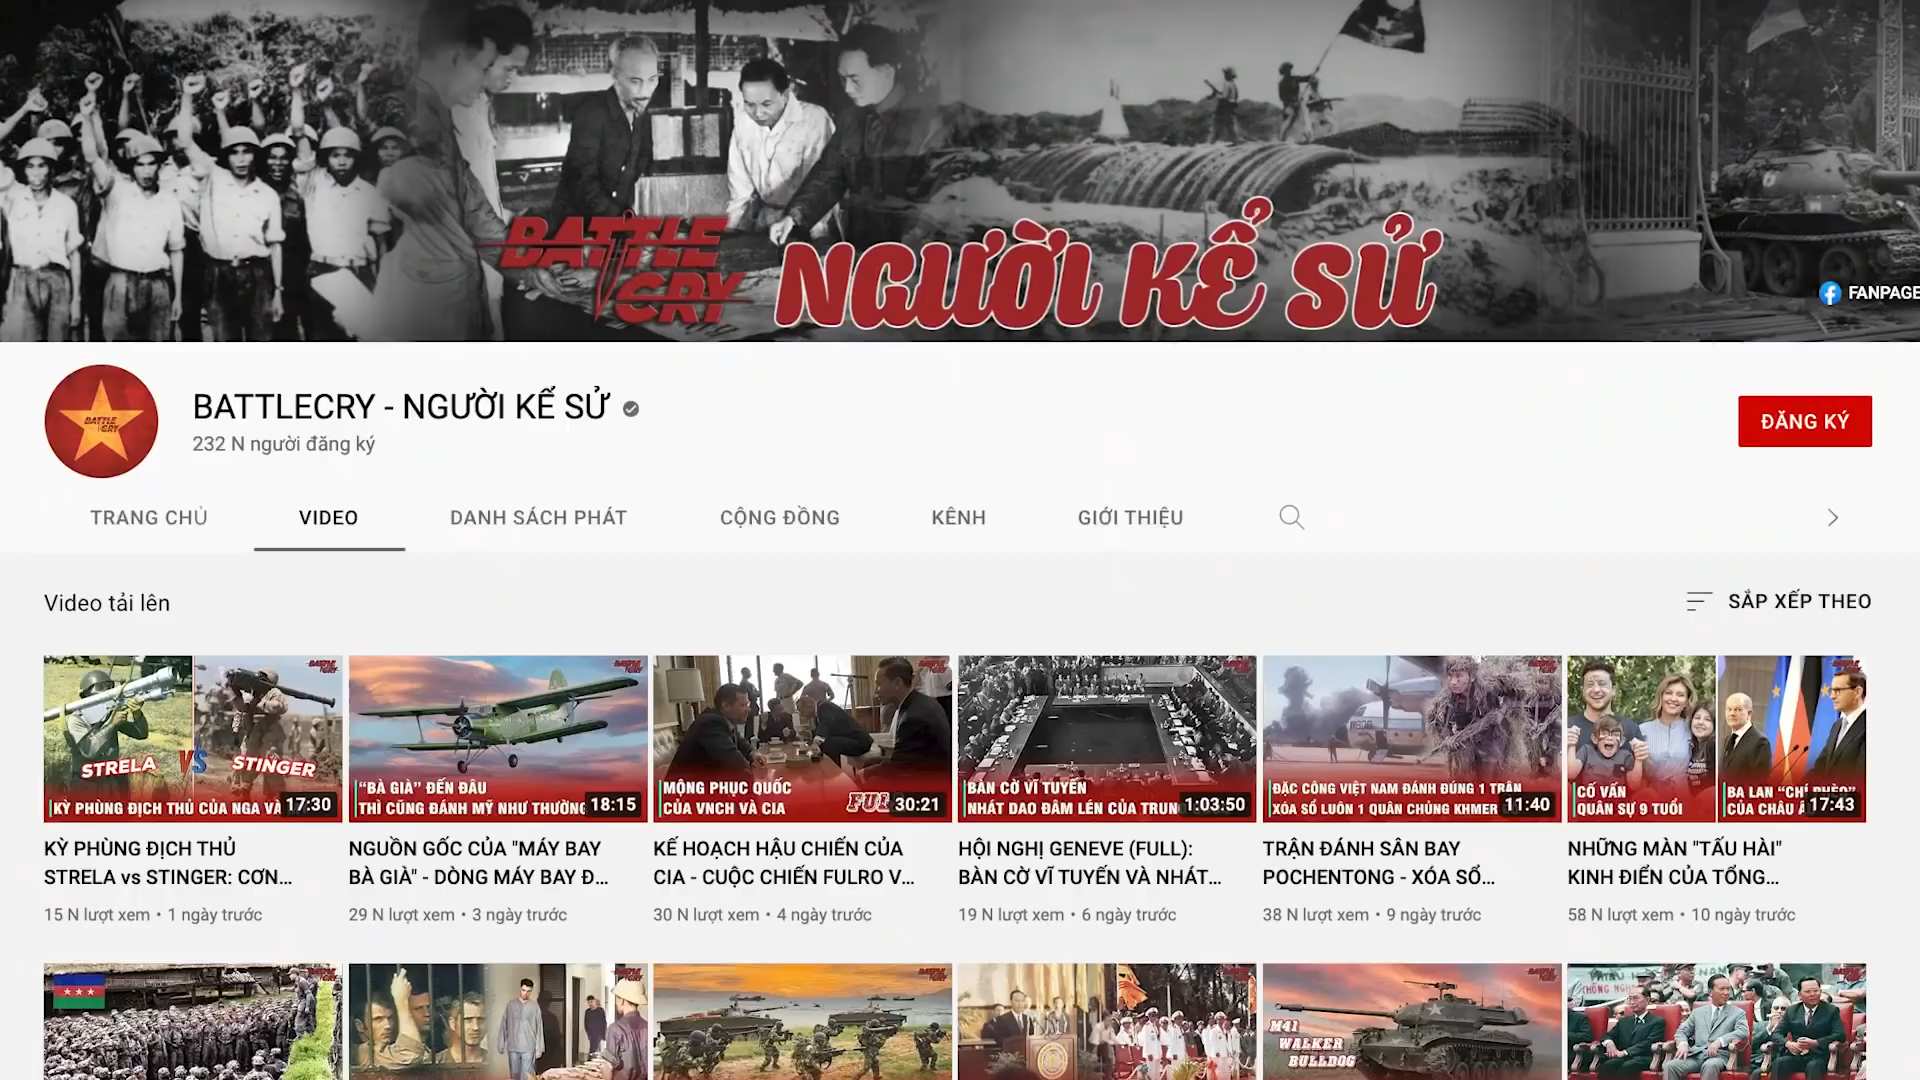 BATTLE
CRY
NGƯỜI KỂ SỬ
FANPAGE
BATTLE
CRY
BATTLECRY - NGƯỜI KỂ SỬ
232 N người đăng ký
ĐĂNG KÝ
TRANG CHỦ
VIDEO
DANH SÁCH PHÁT
CỘNG ĐỒNG
KÊNH
GIỚI THIỆU
Video tải lên
SẮP XẾP THEO
STRELA VS STINGER
KỲ PHÙNG ĐỊCH THỦ CỦA NGA VÀ
17:30
"BÀ GIÀ" ĐẾN ĐÂU
THÌ CŨNG ĐÁNH MỸ NHƯ THƯỜNG
18:15
MỘNG PHỤC QUỐC
CỦA VNCH VÀ CIA
30:21
BÀN CỜ VĨ TUYẾN
NHÁT DAO ĐÂM LÉN CỦA TRUN
1:03:50
ĐẶC CÔNG VIỆT NAM ĐÁNH ĐÚNG 1 TRẬN
XÓA SỔ LUÔN 1 QUÂN CHỦNG KHMER
11:40
CỐ VẤN
QUÂN SỰ 9 TUỔI
BA LAN "CHÍ PHÈO"
CỦA CHÂU Â
17:43
KỲ PHÙNG ĐỊCH THỦ
STRELA vs STINGER: CƠN...
15 N lượt xem • 1 ngày trước
NGUỒN GỐC CỦA "MÁY BAY
BÀ GIÀ" - DÒNG MÁY BAY Đ...
29 N lượt xem • 3 ngày trước
KẾ HOẠCH HẬU CHIẾN CỦA
CIA - CUỘC CHIẾN FULRO V...
30 N lượt xem • 4 ngày trước
HỘI NGHỊ GENEVE (FULL):
BÀN CỜ VĨ TUYẾN VÀ NHÁT...
19 N lượt xem • 6 ngày trước
TRẬN ĐÁNH SÂN BAY
POCHENTONG - XÓA SỔ...
38 N lượt xem • 9 ngày trước
NHỮNG MÀN "TẤU HÀI"
KINH ĐIỂN CỦA TỔNG...
58 N lượt xem • 10 ngày trước
M41
WALKER
BULLDOG